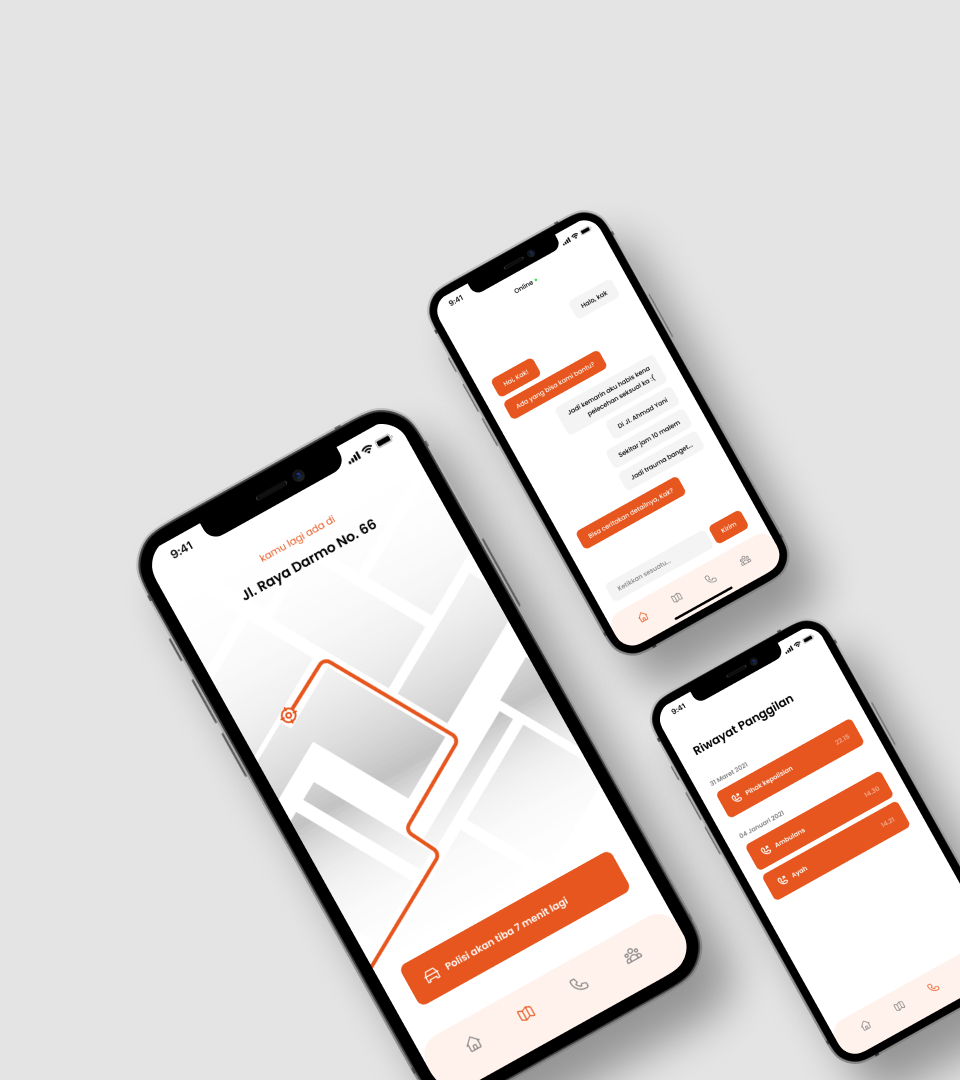 9:41
kamu lagi ada di
Jl. Raya Darmo No. 66
Polisi akan tiba 7 menit lagi
9:41
Online
Halo, kak
Hai, Kak!
Ada yang bisa kami bantu?
Jadi kemarin aku habis kena
pelecehan seksual ka :(
Di Jl. Ahmad Yani
Sekitar jam 10 malem
Jadi trauma banget...
Bisa ceritakan detailnya, Kak?
Ketikkan sesuatu...
Kirim
9:41
Riwayat Panggilan
31 Maret 2021
Pihak kepolisian
22.15
04 Januari 2021
Ambulans
14.30
Ayah
14.21